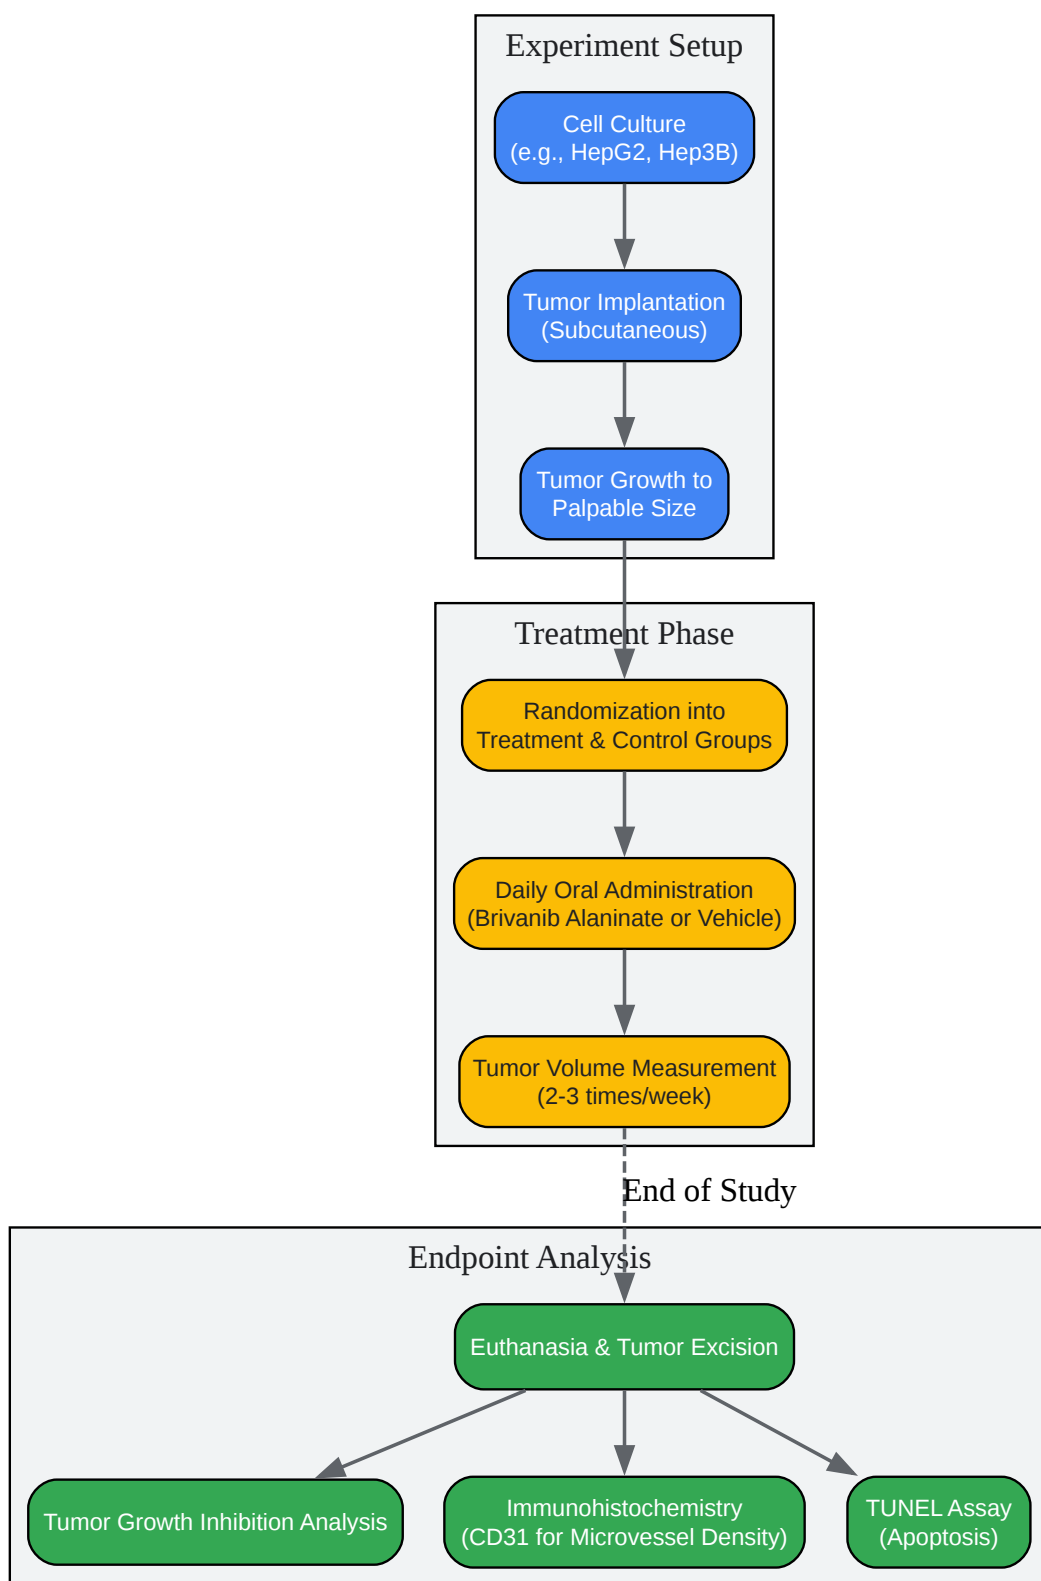 Experiment Setup
Cell Culture
(e.g., HepG2, Hep3B)
Tumor Implantation
(Subcutaneous)
Tumor Growth to
Palpable Size
Treatment Phase
Randomization into
Treatment & Control Groups
Daily Oral Administration
(Brivanib Alaninate or Vehicle)
Tumor Volume Measurement
(2-3 times/week)
End of Study
Endpoint Analysis
Euthanasia & Tumor Excision
Tumor Growth Inhibition Analysis
Immunohistochemistry
(CD31 for Microvessel Density)
TUNEL Assay
(Apoptosis)